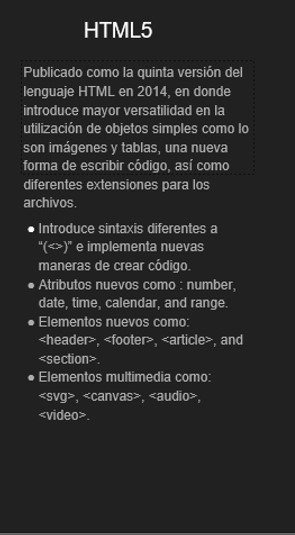 HTML5
Publicado como la quinta versión del
lenguaje HTML en 2014, en donde
introduce mayor versatilidad en la
utilización de objetos simples como lo
son imágenes y tablas, una nueva
forma de escribir código, así como
diferentes extensiones para los
archivos.
● Introduce sintaxis diferentes a
“(<>)” e implementa nuevas
maneras de crear código.
● Atributos nuevos como : number,
date, time, calendar, and range.
● Elementos nuevos como:
<header>, <footer>, <article>, and
<section>.
● Elementos multimedia como:
<svg>, <canvas>, <audio>,
<video>.